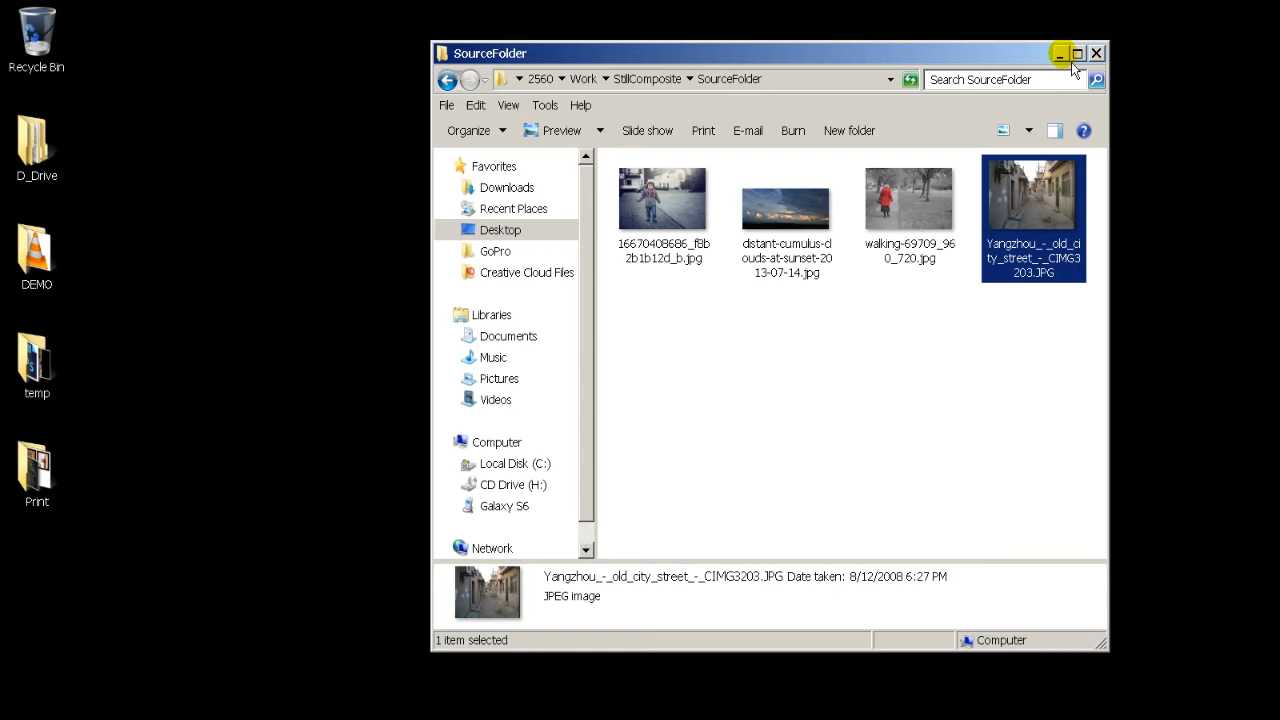 Recycle Bin
D_Drive
DEMO
temp
Print
SourceFolder
2560 Work StillComposite SourceFolder
Search SourceFolder
File Edit View Tools Help
Organize Preview Slide show Print E-mail Burn New folder
Favorites
Downloads
Recent Places
Desktop
GoPro
Creative Cloud Files
Libraries
Documents
Music
Pictures
Videos
Computer
Local Disk (C:)
CD Drive (H:)
Galaxy S6
Network
16670408686_f8b
2b1b12d_b.jpg
distant-cumulus-cl
ouds-at-sunset-20
13-07-14.jpg
walking-69709_96
0_720.jpg
Yangzhou_-_old_ci
ty_street_-_CIMG3
203.JPG
Yangzhou_-_old_city_street_-_CIMG3203.JPG Date taken: 8/12/2008 6:27 PM
JPEG image
1 item selected
Computer